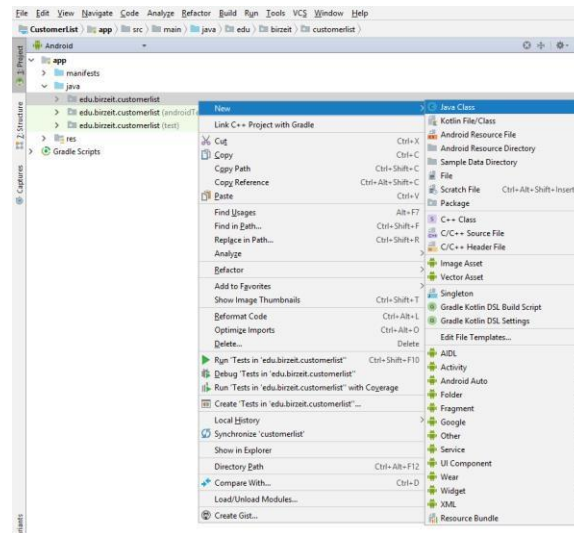 File Edit View Navigate Code Analyze Refactor Build Run Tools VCS Window Help
CustomerList app src main java edu birzeit customerlist
1: Project
Android
app
manifests
java
edu.birzeit.customerlist
edu.birzeit.customerlist (androidTe
edu.birzeit.customerlist (test)
res
Gradle Scripts
Z: Structure
Captures
New
Link C++ Project with Gradle
Cut Ctrl+X
Copy Ctrl+C
Copy Path Ctrl+Shift+C
Copy Reference Ctrl+Alt+Shift+C
Paste Ctrl+V
Find Usages Alt+F7
Find in Path... Ctrl+Shift+F
Replace in Path... Ctrl+Shift+R
Analyze
Refactor
Add to Favorites
Show Image Thumbnails Ctrl+Shift+T
Reformat Code Ctrl+Alt+L
Optimize Imports Ctrl+Alt+O
Delete... Delete
Run 'Tests in 'edu.birzeit.customerlist'' Ctrl+Shift+F10
Debug 'Tests in 'edu.birzeit.customerlist''
Run 'Tests in 'edu.birzeit.customerlist'' with Coverage
Create 'Tests in 'edu.birzeit.customerlist''...
Local History
Synchronize 'customerlist'
Show in Explorer
Directory Path Ctrl+Alt+F12
Compare With... Ctrl+D
Load/Unload Modules...
Create Gist...
Java Class
Kotlin File/Class
Android Resource File
Android Resource Directory
Sample Data Directory
File
Scratch File Ctrl+Alt+Shift+Insert
Package
C++ Class
C/C++ Source File
C/C++ Header File
Image Asset
Vector Asset
Singleton
Gradle Kotlin DSL Build Script
Gradle Kotlin DSL Settings
Edit File Templates...
AIDL
Activity
Android Auto
Folder
Fragment
Google
Other
Service
UI Component
Wear
Widget
XML
Resource Bundle